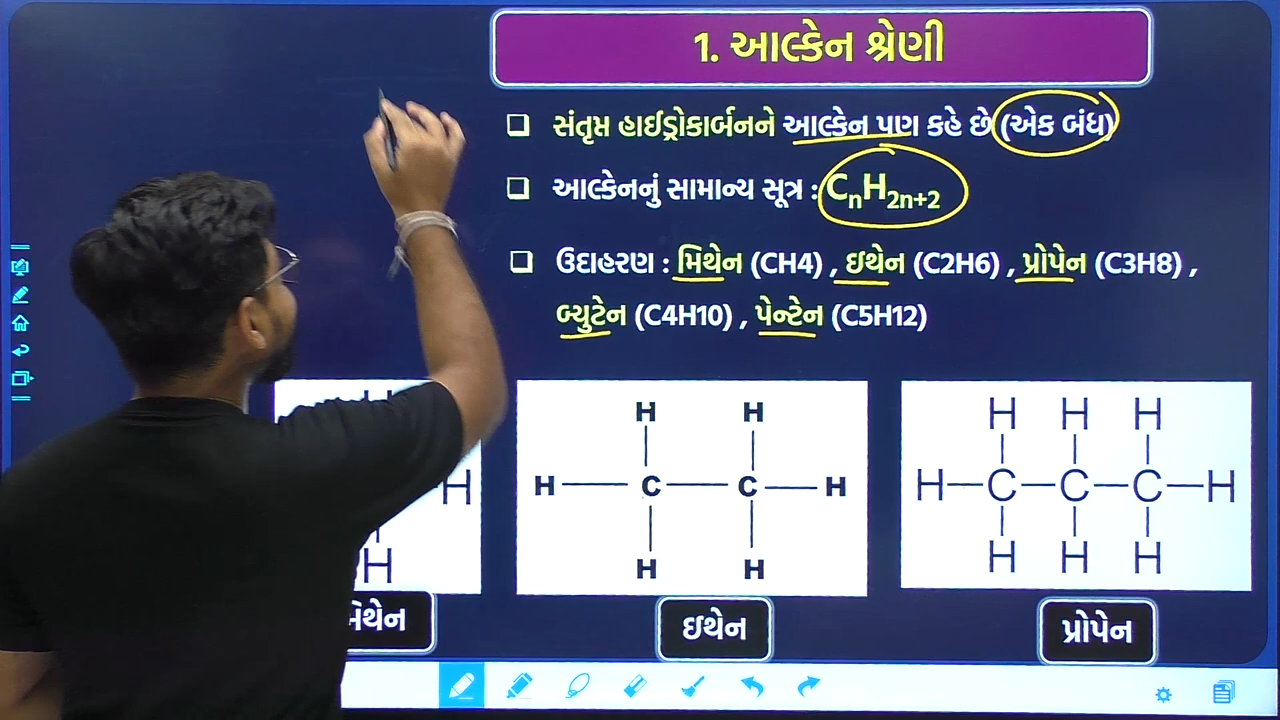 1. આલ્કેન શ્રેણી
સંતૃપ્ત હાઈડ્રોકાર્બનને આલ્કેન પણ કહે છે (એક બંધ)
આલ્કેનનું સામાન્ય સૂત્ર : CnH2n+2
ઉદાહરણ : મિથેન (CH4) , ઇથેન (C2H6) , પ્રોપેન (C3H8) ,
બ્યુટેન (C4H10) , પેન્ટેન (C5H12)
H
H
H H
H C C H
H H
H H H
H C C C H
H H H
ઇથેન
પ્રોપેન